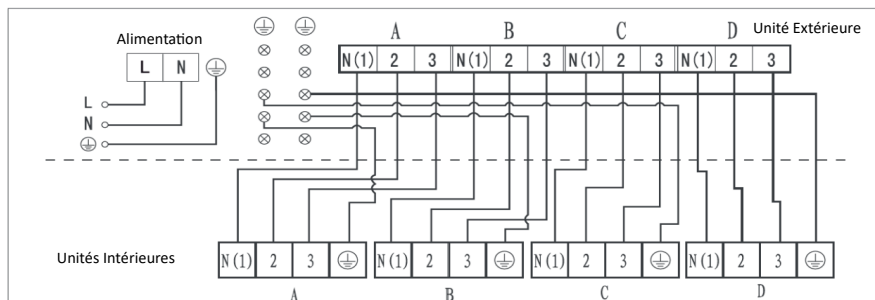 A B C D Unité Extérieure
Alimentation
N(1) 2 3 N(1) 2 3 N(1) 2 3 N(1) 2 3
L N
L
N
Unités Intérieures
N(1) 2 3 N(1) 2 3 N(1) 2 3 N(1) 2 3
A B C D